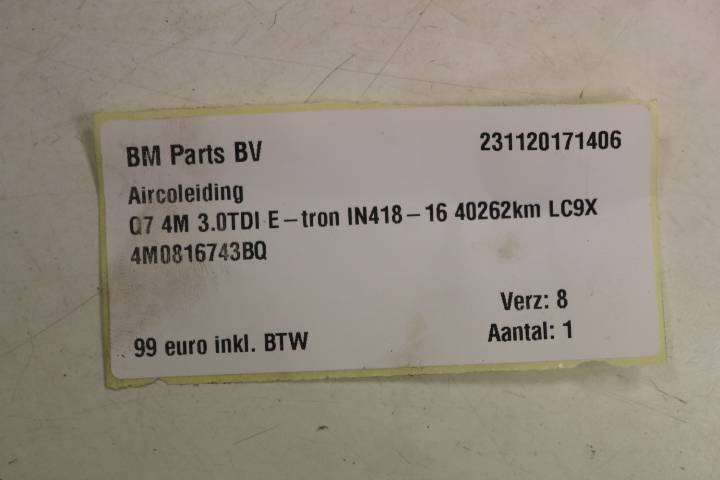 BM Parts BV 231120171406
Aircoleiding
Q7 4M 3.0TDI E-tron IN418-16 40262km LC9X
4M0816743BQ
Verz: 8
99 euro inkl. BTW Aantal: 1